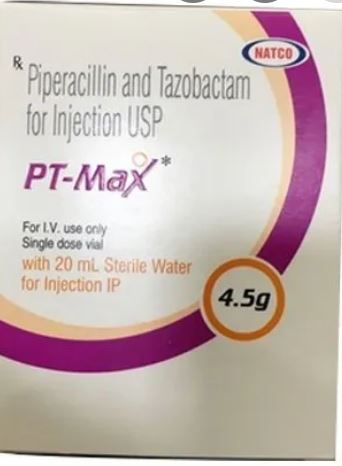 NATCO
℞ Piperacillin and Tazobactam
for Injection USP
PT-Max*
For I.V. use only
Single dose vial
with 20 mL Sterile Water
for Injection IP
4.5g